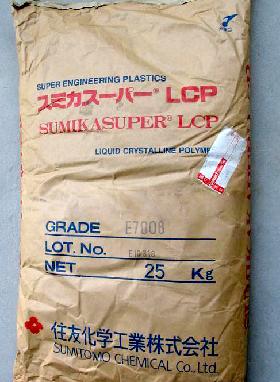 SUPER ENGINEERING PLASTICS
スミカスーパー® LCP
SUMIKASUPER® LCP
LIQUID CRYSTALLINE POLYME
GRADE E7008
LOT. No.
NET 25 Kg
住友化学工業株式会社
SUMITOMO CHEMICAL Co., Ltd.